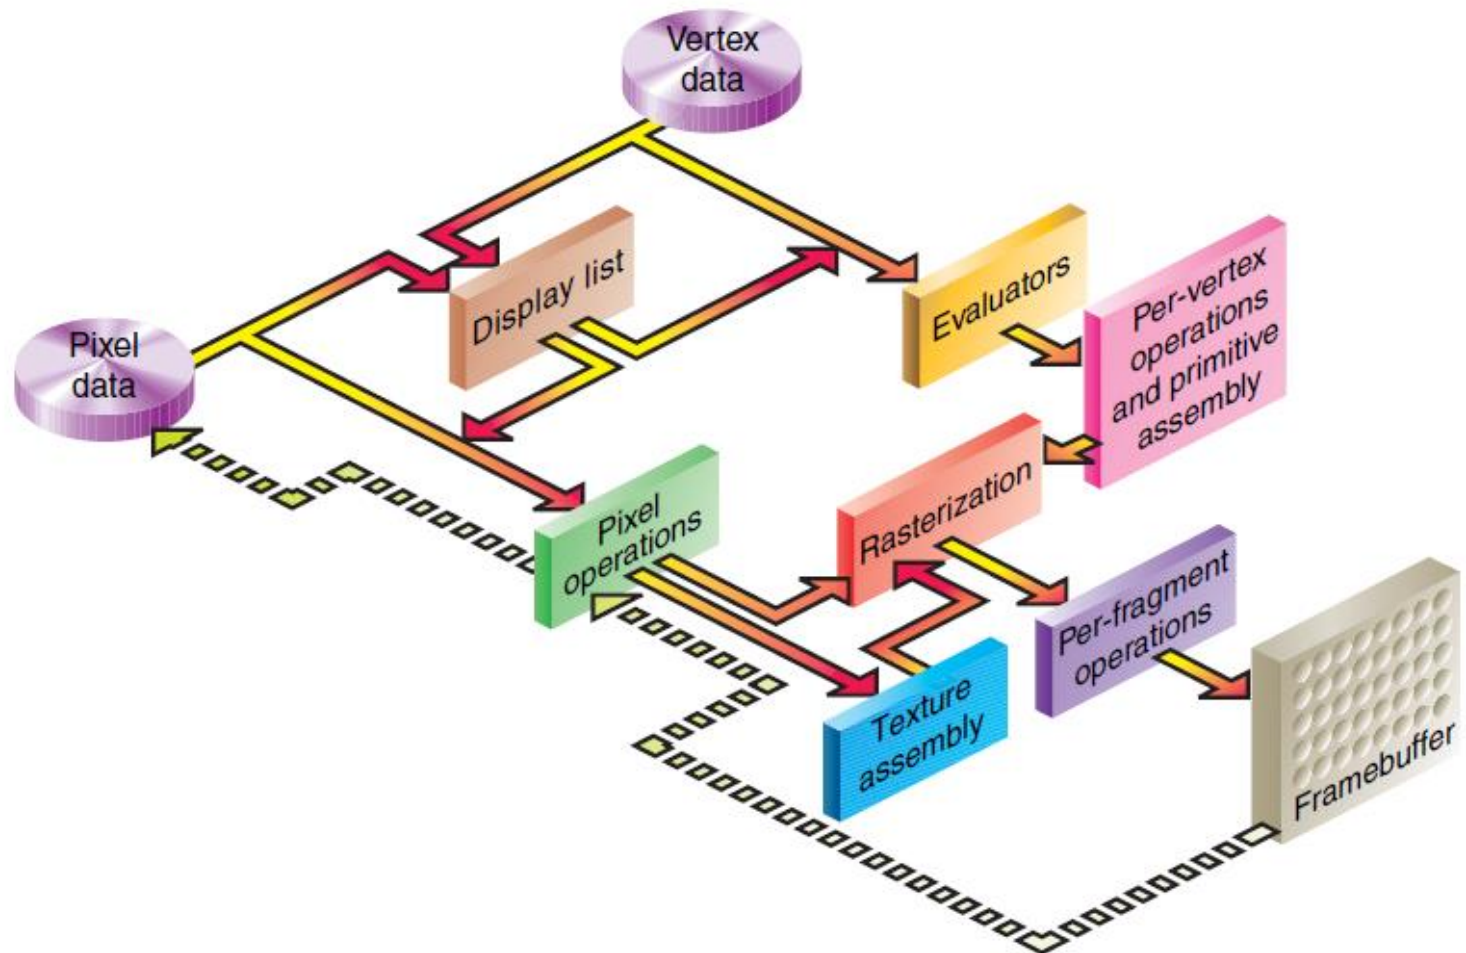 Vertex
data
Display list
Evaluators
Per-vertex
operations
and primitive
assembly
Pixel
data
Pixel
operations
Rasterization
Per-fragment
operations
Texture
assembly
Framebuffer